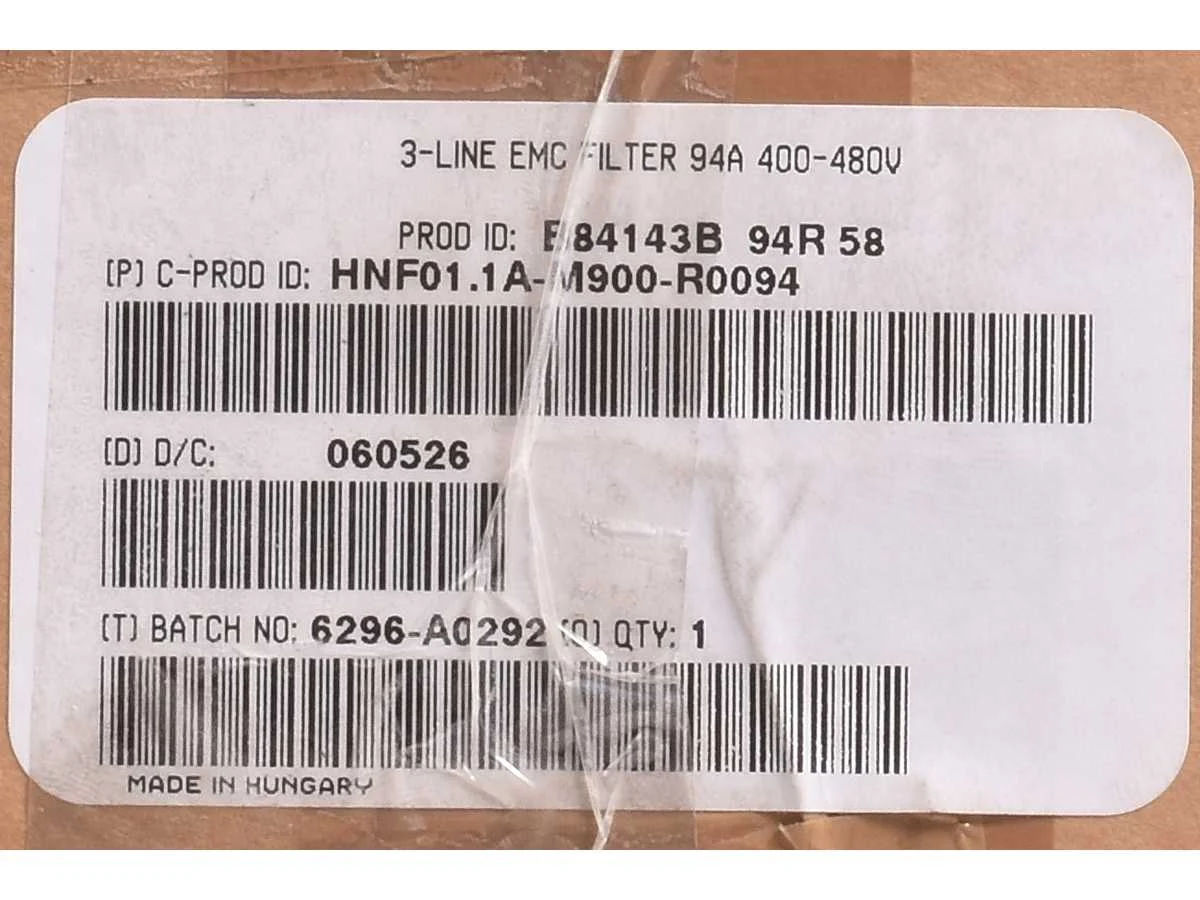 3-LINE EMC FILTER 94A 400-480V
PROD ID: B84143B 94R 58
(P) C-PROD ID: HNF01.1A-M900-R0094
(D) D/C: 060526
(T) BATCH NO: 6296-A0292 (Q) QTY: 1
MADE IN HUNGARY